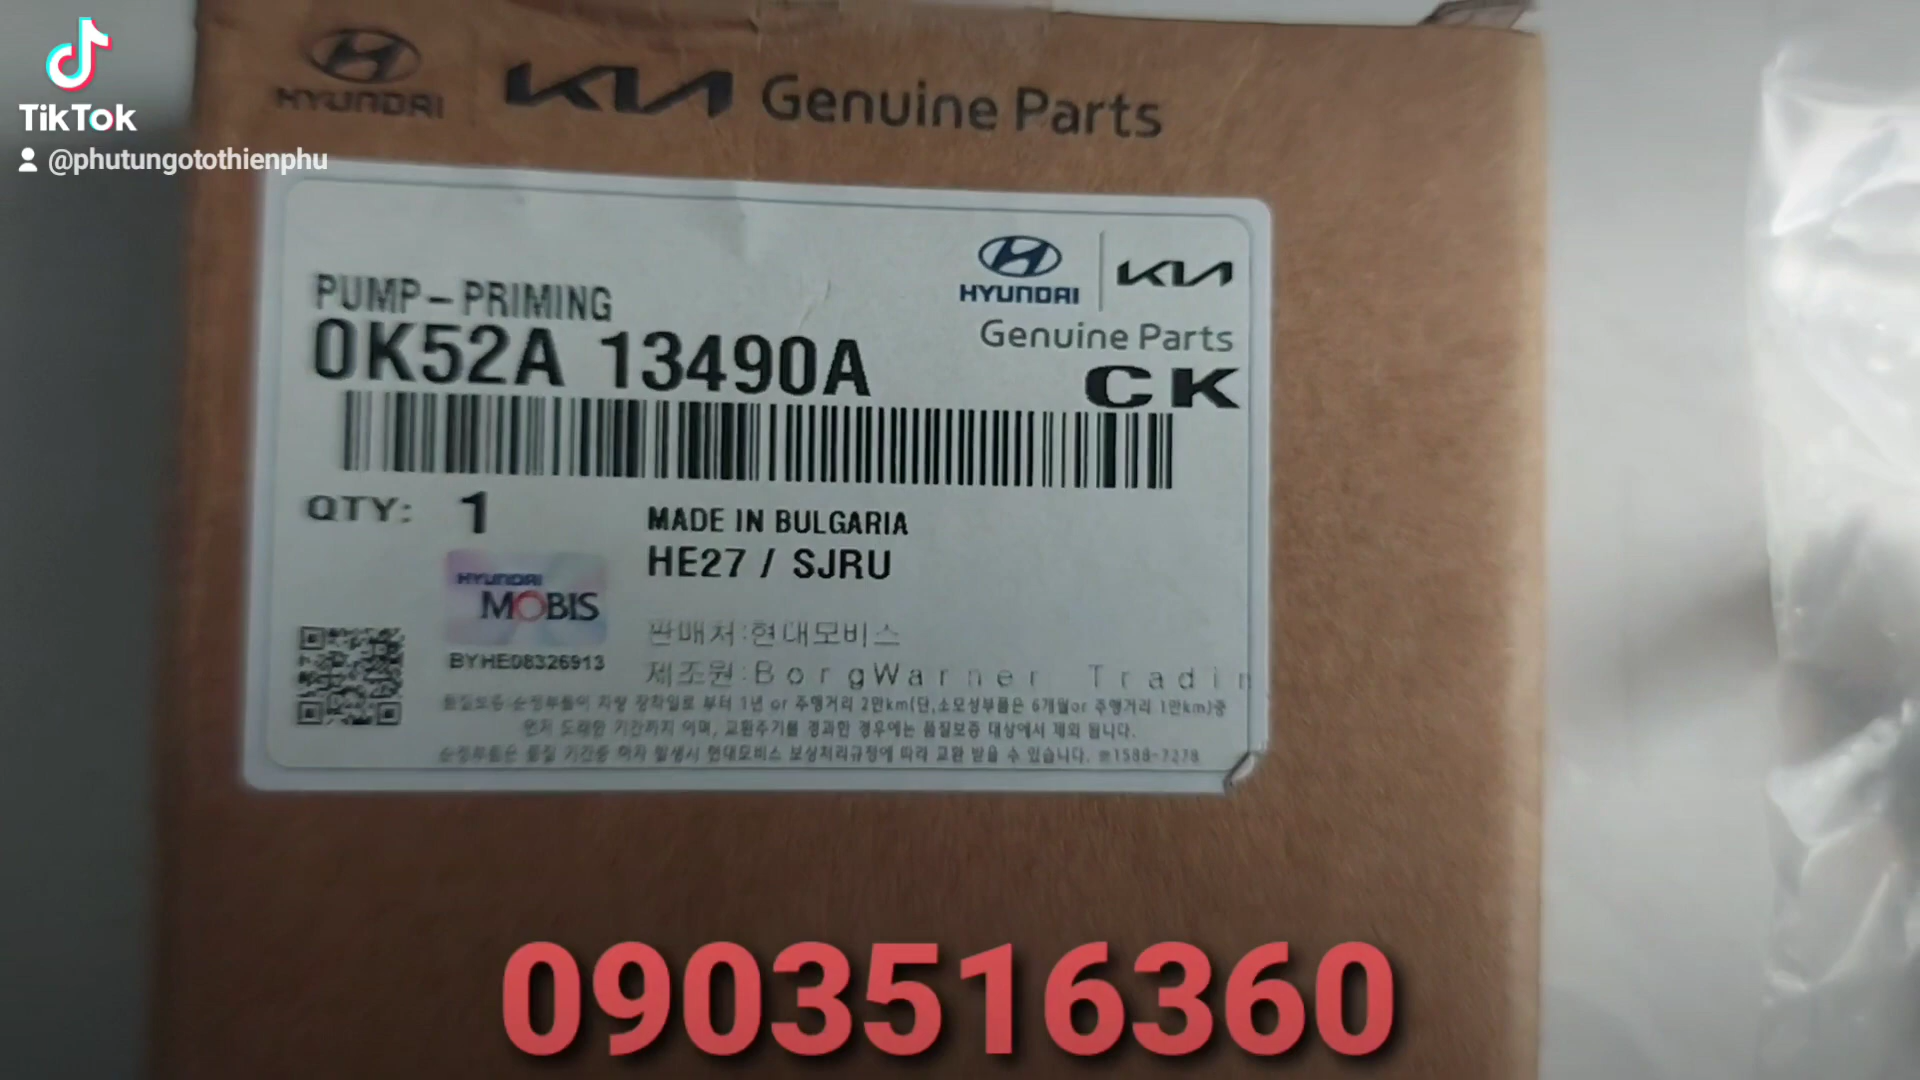 TikTok
@phutungotothienphu
HYUNDAI KIA Genuine Parts
HYUNDAI KIA
Genuine Parts
PUMP-PRIMING
0K52A 13490A
CK
QTY: 1
MADE IN BULGARIA
HE27 / SJRU
HYUNDAI
MOBIS
BYHE08326913
판매처:현대모비스
제조원:BorgWarner Tradin
품질보증:순정부품이 차량 장착일로 부터 1년 or 주행거리 2만km(단,소모성부품은 6개월or 주행거리 1만km)중
먼저 도래한 기간까지 이며, 교환주기를 경과한 경우에는 품질보증 대상에서 제외 됩니다.
순정부품은 품질 기간중 하자 발생시 현대모비스 보상처리규정에 따라 교환 받을 수 있습니다. ☎1588-7278
0903516360